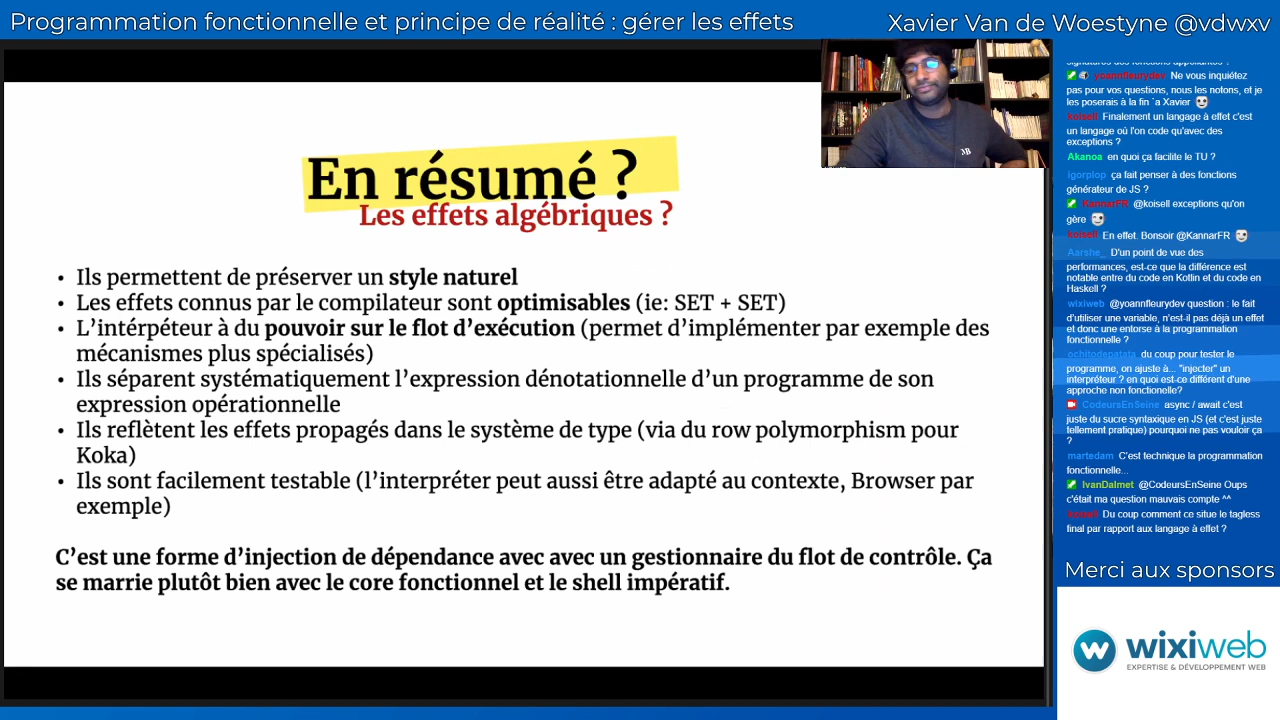 Programmation fonctionnelle et principe de réalité : gérer les effets
Xavier Van de Woestyne @vdwxv
En résumé ?
Les effets algébriques ?
• Ils permettent de préserver un style naturel
• Les effets connus par le compilateur sont optimisables (ie: SET + SET)
• L’intérpéteur à du pouvoir sur le flot d’exécution (permet d’implémenter par exemple des
mécanismes plus spécialisés)
• Ils séparent systématiquement l’expression dénotationnelle d’un programme de son
expression opérationnelle
• Ils reflètent les effets propagés dans le système de type (via du row polymorphism pour
Koka)
• Ils sont facilement testable (l’interpréter peut aussi être adapté au contexte, Browser par
exemple)
C’est une forme d’injection de dépendance avec avec un gestionnaire du flot de contrôle. Ça
se marrie plutôt bien avec le core fonctionnel et le shell impératif.
signatures des fonctions appelantes ?
yoannfleurydev Ne vous inquiétez
pas pour vos questions, nous les notons, et je
les poserais à la fin `a Xavier
koisell Finalement un langage à effet c'est
un langage où l'on code qu'avec des
exceptions ?
Akanoa en quoi ça facilite le TU ?
igorplop ça fait penser à des fonctions
générateur de JS ?
KannarFR @koisell exceptions qu'on
gère
koisell En effet. Bonsoir @KannarFR
Aarshe_ D'un point de vue des
performances, est-ce que la différence est
notable entre du code en Kotlin et du code en
Haskell ?
wixiweb @yoannfleurydev question : le fait
d'utiliser une variable, n'est-il pas déjà un effet
et donc une entorse à la programmation
fonctionnelle ?
ochitodepatata du coup pour tester le
programme, on ajuste à... "injecter" un
interpréteur ? en quoi est-ce différent d'une
approche non fonctionelle?
CodeursEnSeine async / await c'est
juste du sucre syntaxique en JS (et c'est juste
tellement pratique) pourquoi ne pas vouloir ça
?
martedam C'est technique la programmation
fonctionnelle...
IvanDalmet @CodeursEnSeine Oups
c'était ma question mauvais compte ^^
koisell Du coup comment ce situe le tagless
final par rapport aux langage à effet ?
Merci aux sponsors
wixiweb
EXPERTISE & DÉVELOPPEMENT WEB